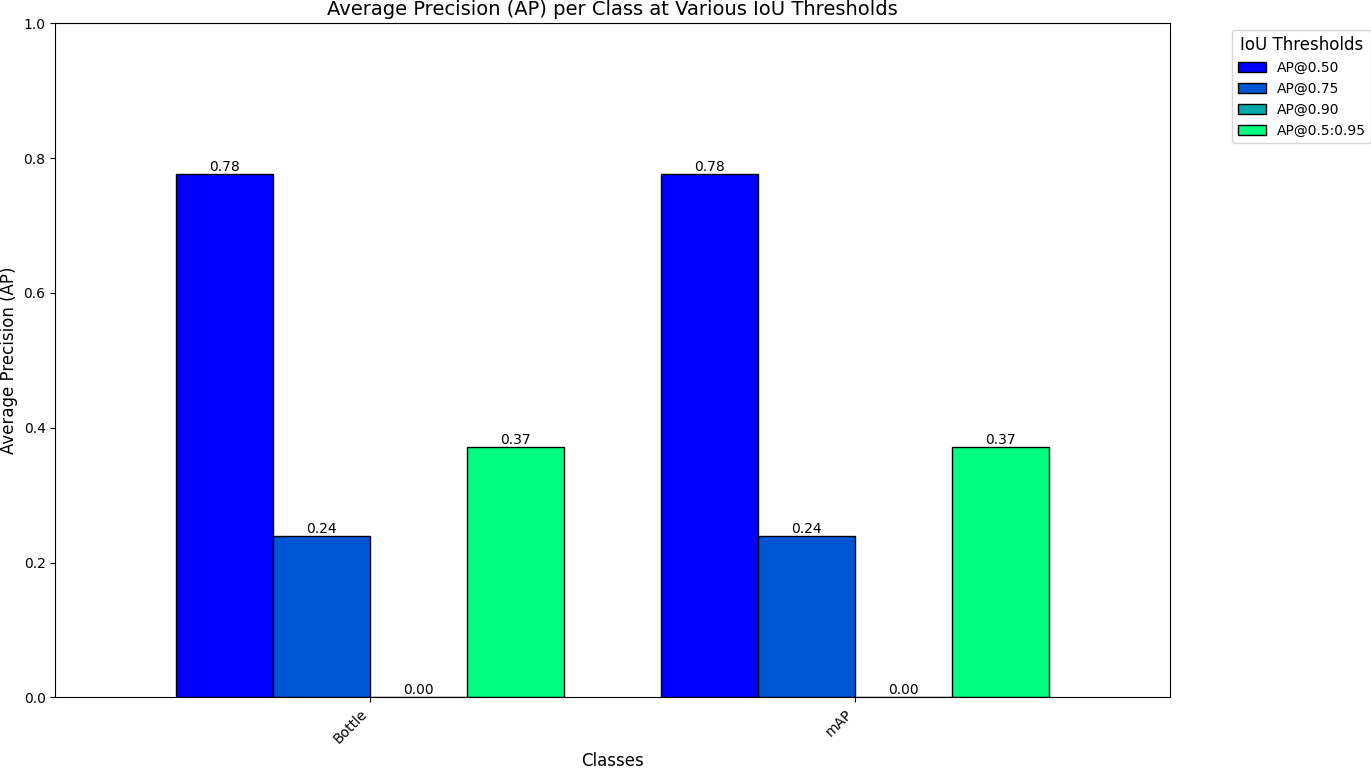 Average Precision (AP) per Class at Various IoU Thresholds
IoU Thresholds
AP@0.50
AP@0.75
AP@0.90
AP@0.5:0.95
Average Precision (AP)
1.0
0.8
0.6
0.4
0.2
0.0
0.78
0.24
0.00
0.37
0.78
0.24
0.00
0.37
Bottle
mAP
Classes